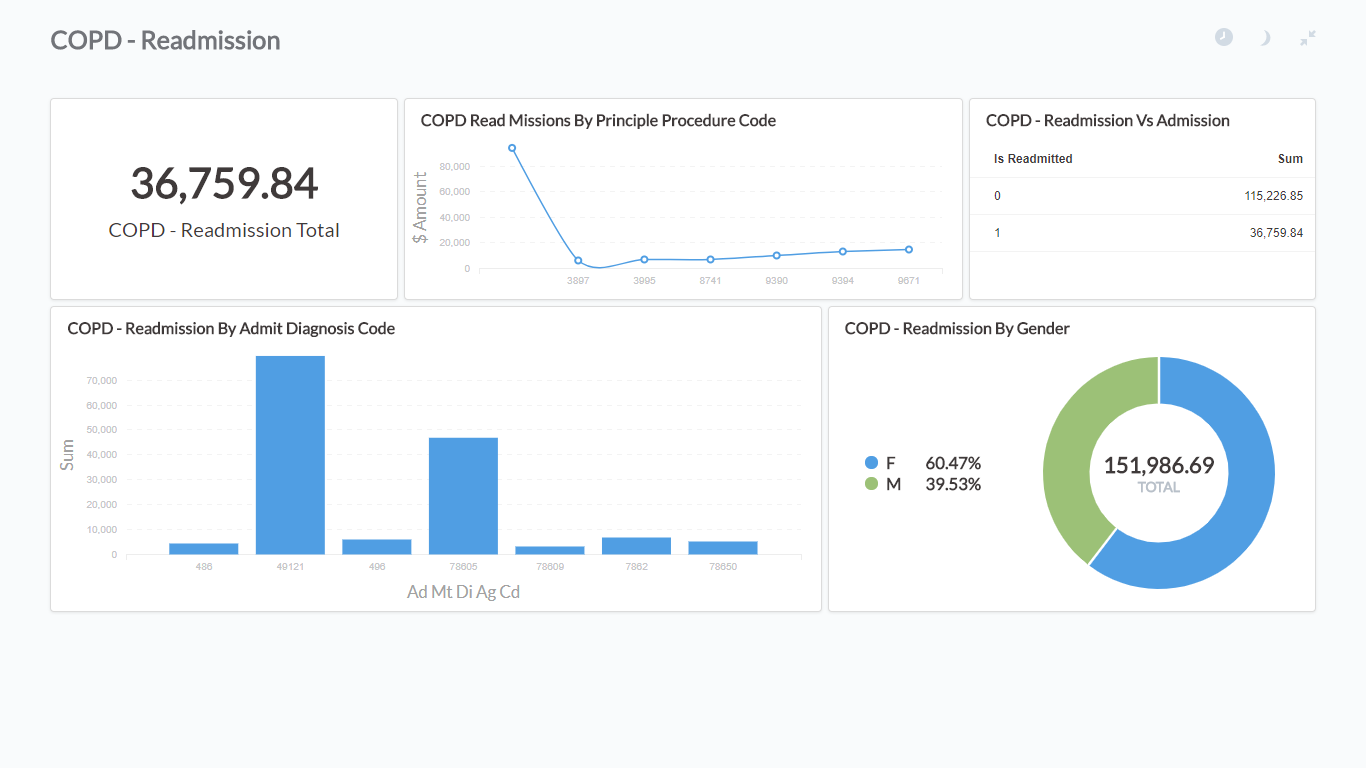 COPD - Readmission
36,759.84
COPD - Readmission Total
COPD Read Missions By Principle Procedure Code
$ Amount
80,000
60,000
40,000
20,000
0
3897 3995 8741 9390 9394 9671
COPD - Readmission Vs Admission
Is Readmitted Sum
0 115,226.85
1 36,759.84
COPD - Readmission By Admit Diagnosis Code
Sum
70,000
60,000
50,000
40,000
30,000
20,000
10,000
0
486 49121 496 78605 78609 7862 78650
Ad Mt Di Ag Cd
COPD - Readmission By Gender
F 60.47%
M 39.53%
151,986.69
TOTAL